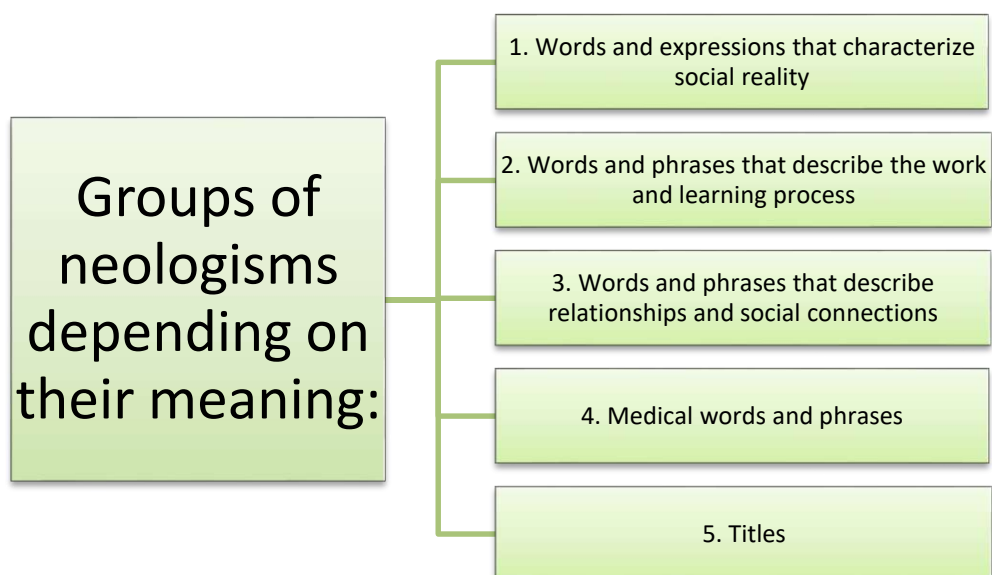 Groups of
neologisms
depending on
their meaning:
1. Words and expressions that characterize
social reality
2. Words and phrases that describe the work
and learning process
3. Words and phrases that describe
relationships and social connections
4. Medical words and phrases
5. Titles